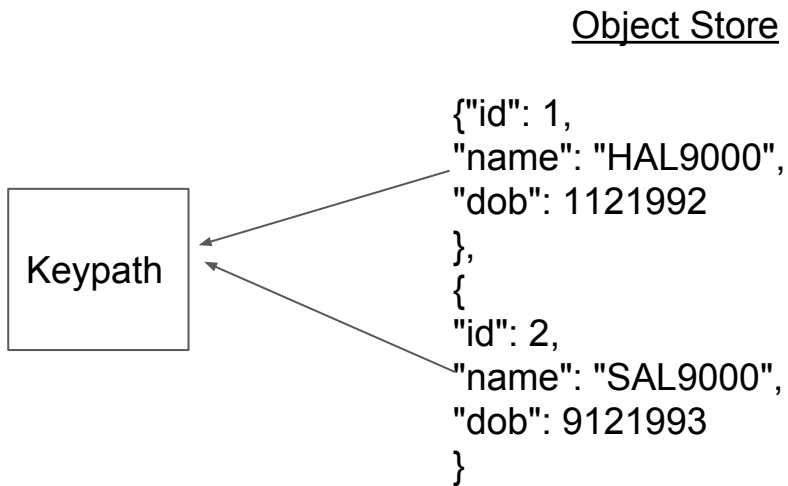 Object Store
{"id": 1,
"name": "HAL9000",
"dob": 1121992
},
{
"id": 2,
"name": "SAL9000",
"dob": 9121993
}
Keypath